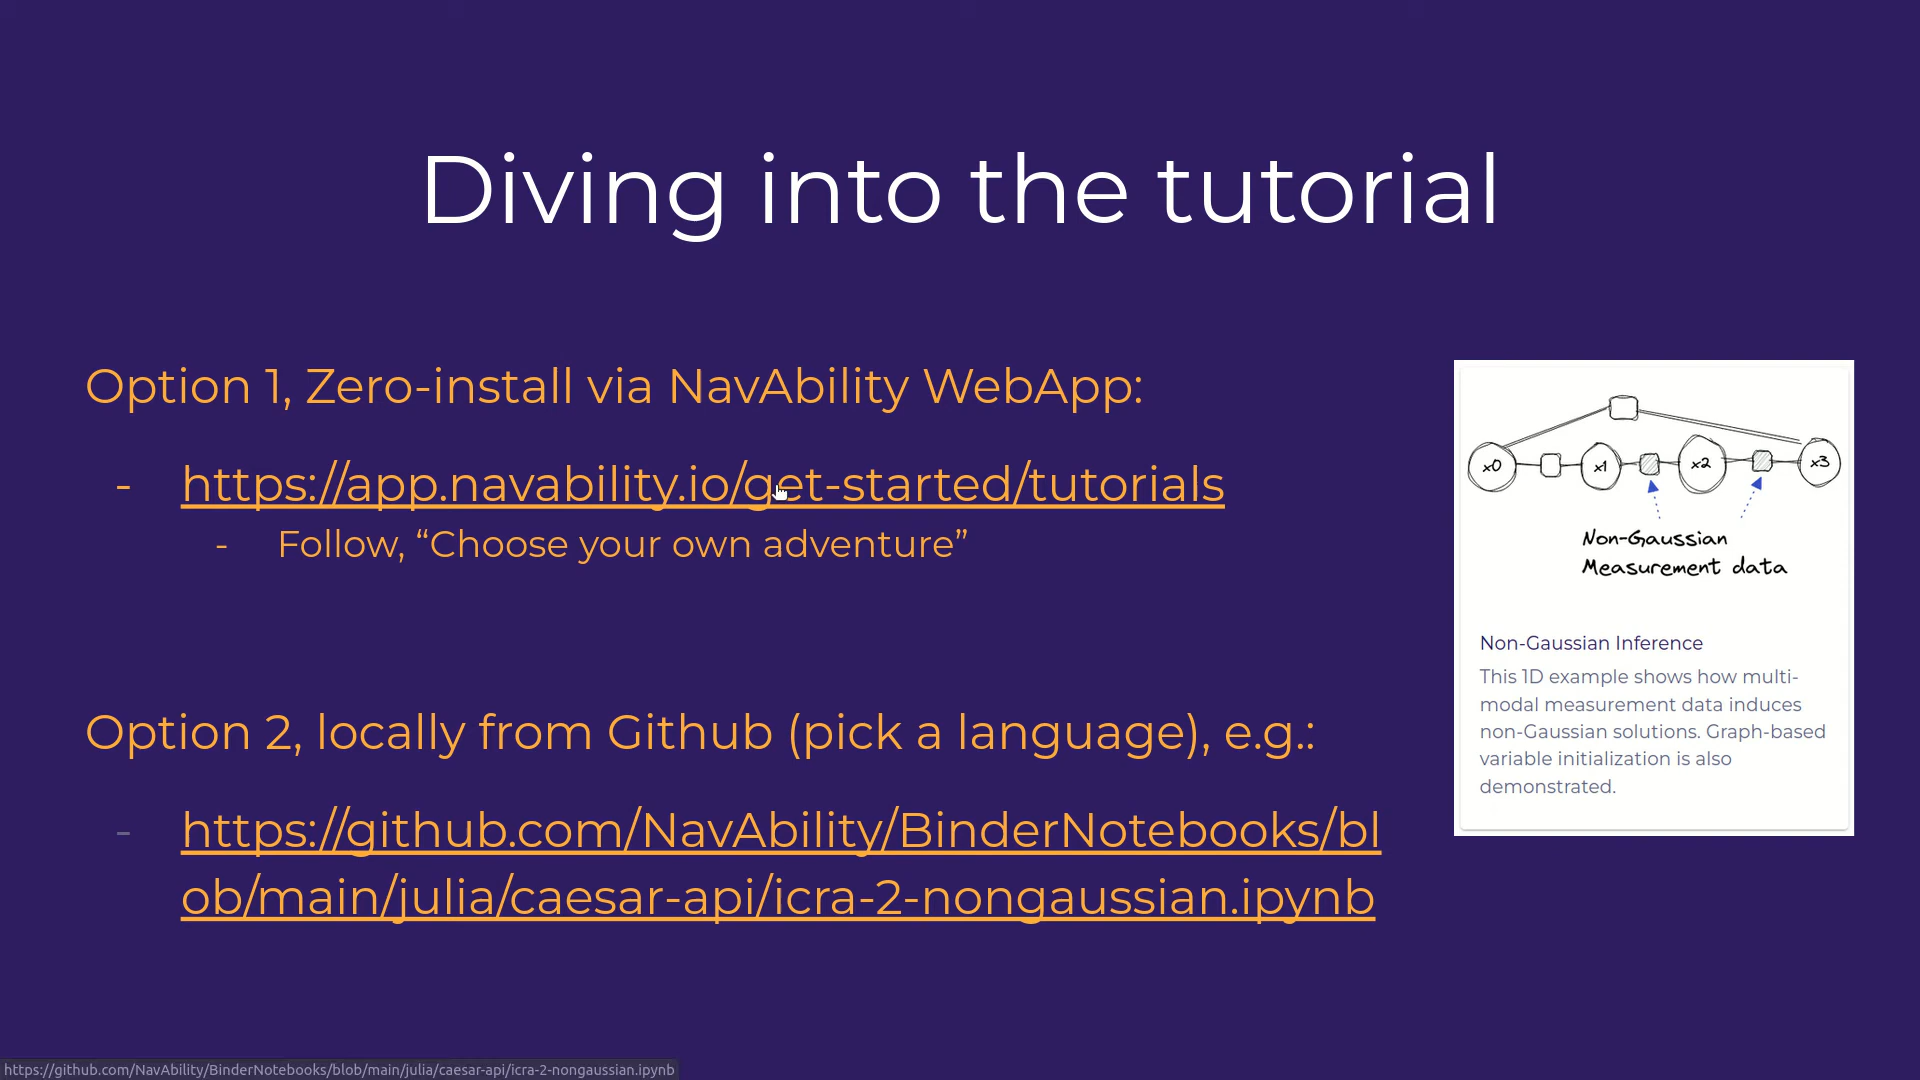 Diving into the tutorial
Option 1, Zero-install via NavAbility WebApp:
- https://app.navability.io/get-started/tutorials
- Follow, “Choose your own adventure”
Option 2, locally from Github (pick a language), e.g.:
- https://github.com/NavAbility/BinderNotebooks/bl
ob/main/julia/caesar-api/icra-2-nongaussian.ipynb
x0 x1 x2 x3
Non-Gaussian
Measurement data
Non-Gaussian Inference
This 1D example shows how multi-
modal measurement data induces
non-Gaussian solutions. Graph-based
variable initialization is also
demonstrated.
https://github.com/NavAbility/BinderNotebooks/blob/main/julia/caesar-api/icra-2-nongaussian.ipynb